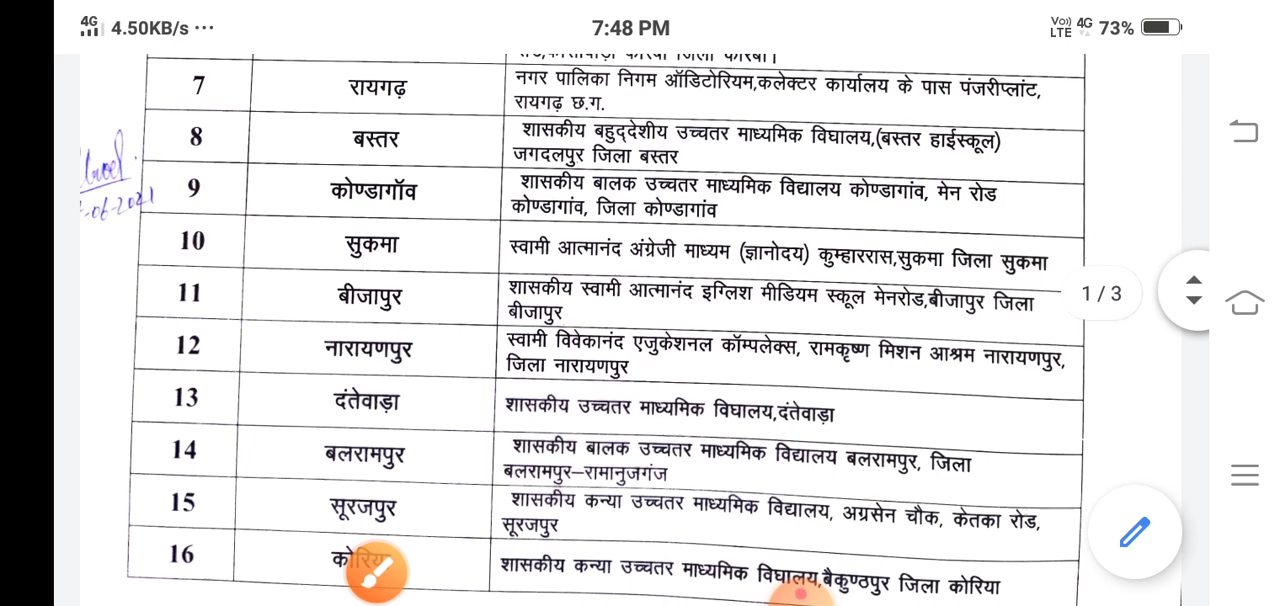 4G 4.50KB/s ...
7:48 PM
Vo)) 4G LTE 73%
7 रायगढ़ नगर पालिका निगम ऑडिटोरियम,कलेक्टर कार्यालय के पास पंजरीप्लांट,
रायगढ़ छ.ग.
8 बस्तर शासकीय बहुद्देशीय उच्चतर माध्यमिक विघालय,(बस्तर हाईस्कूल)
जगदलपुर जिला बस्तर
-06-2021
9 कोण्डागॉव शासकीय बालक उच्चतर माध्यमिक विद्यालय कोण्डागांव, मेन रोड
कोण्डागांव, जिला कोण्डागांव
10 सुकमा स्वामी आत्मानंद अंग्रेजी माध्यम (ज्ञानोदय) कुम्हाररास,सुकमा जिला सुकमा
11 बीजापुर शासकीय स्वामी आत्मानंद इग्लिश मीडियम स्कूल मेनरोड,बीजापुर जिला
बीजापुर
1 / 3
12 नारायणपुर स्वामी विवेकानंद एजुकेशनल कॉम्पलेक्स, रामकृष्ण मिशन आश्रम नारायणपुर,
जिला नारायणपुर
13 दंतेवाड़ा शासकीय उच्चतर माध्यमिक विघालय,दंतेवाड़ा
14 बलरामपुर शासकीय बालक उच्चतर माध्यमिक विद्यालय बलरामपुर, जिला
बलरामपुर–रामानुजगंज
15 सूरजपुर शासकीय कन्या उच्चतर माध्यमिक विद्यालय, अग्रसेन चौक, केतका रोड,
सूरजपुर
16 कोरिया शासकीय कन्या उच्चतर माध्यमिक विघालय,बैकुण्ठपुर जिला कोरिया